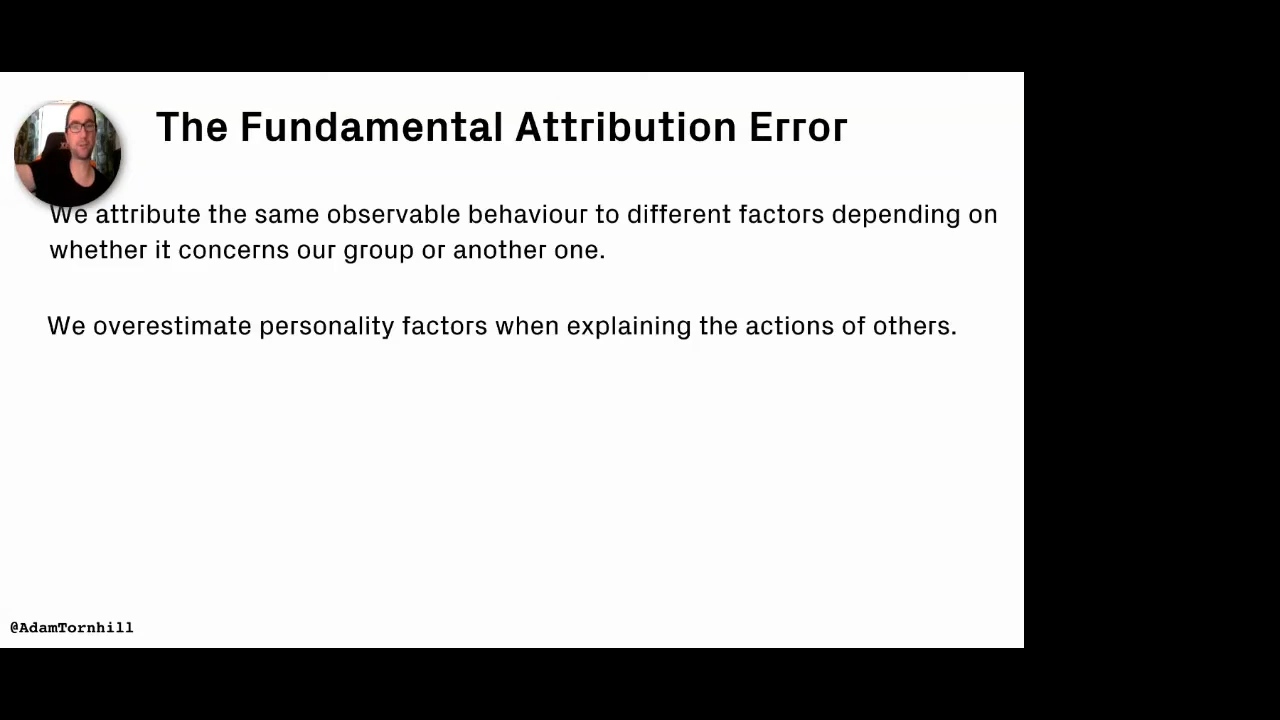 The Fundamental Attribution Error
We attribute the same observable behaviour to different factors depending on
whether it concerns our group or another one.
We overestimate personality factors when explaining the actions of others.
@AdamTornhill